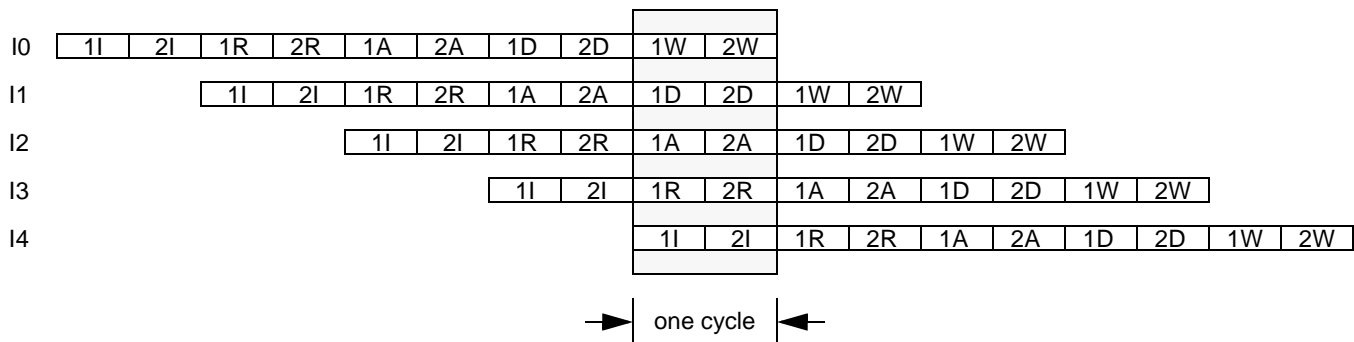 I0 1I 2I 1R 2R 1A 2A 1D 2D 1W 2W
I1 1I 2I 1R 2R 1A 2A 1D 2D 1W 2W
I2 1I 2I 1R 2R 1A 2A 1D 2D 1W 2W
I3 1I 2I 1R 2R 1A 2A 1D 2D 1W 2W
I4 1I 2I 1R 2R 1A 2A 1D 2D 1W 2W
one cycle